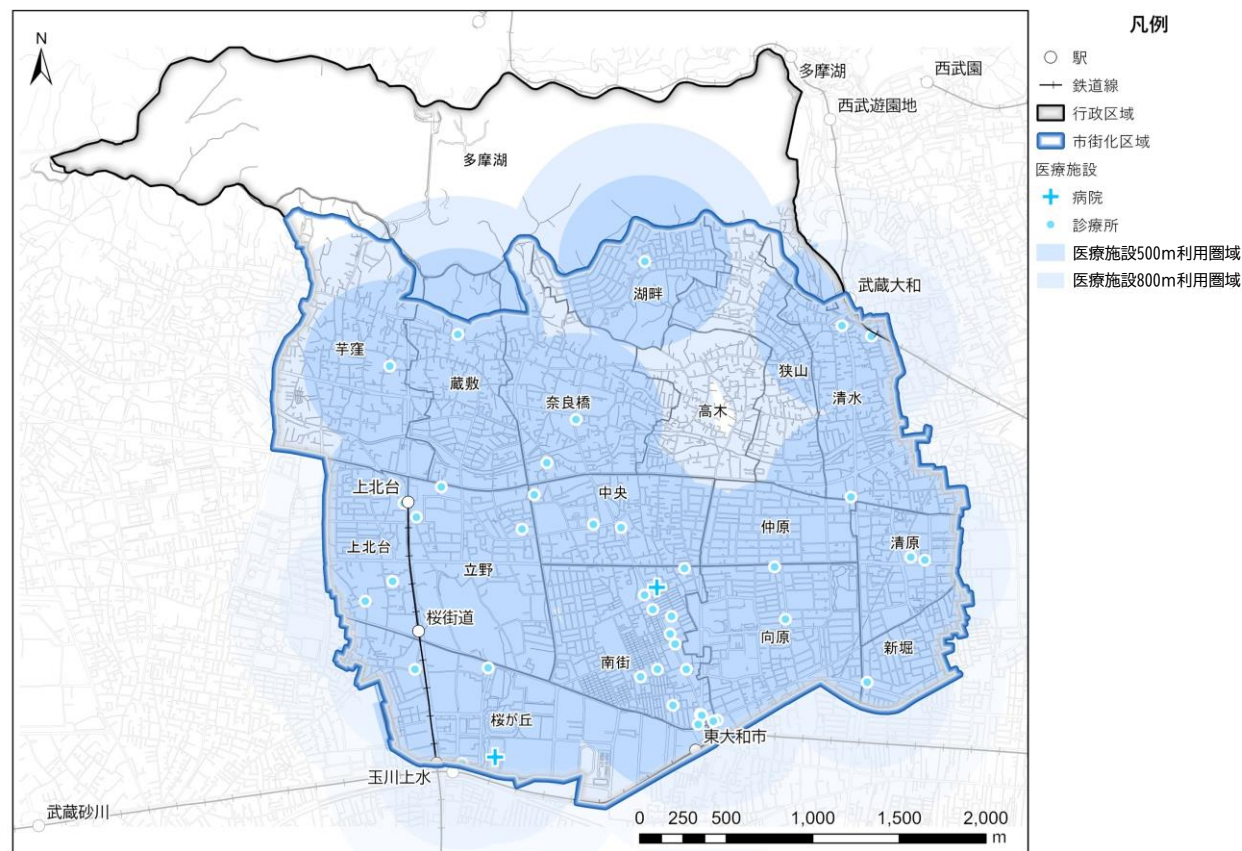 凡例
駅
鉄道線
行政区域
市街化区域
医療施設
病院
診療所
医療施設500m利用圏域
医療施設800m利用圏域
N
多摩湖
西武園
西武遊園地
多摩湖
武蔵大和
湖畔
芋窪
蔵敷
奈良橋
高木
狭山
清水
上北台
中央
仲原
清原
上北台
立野
桜街道
向原
新堀
南街
桜が丘
東大和市
玉川上水
武蔵砂川
0 250 500 1,000 1,500 2,000
m